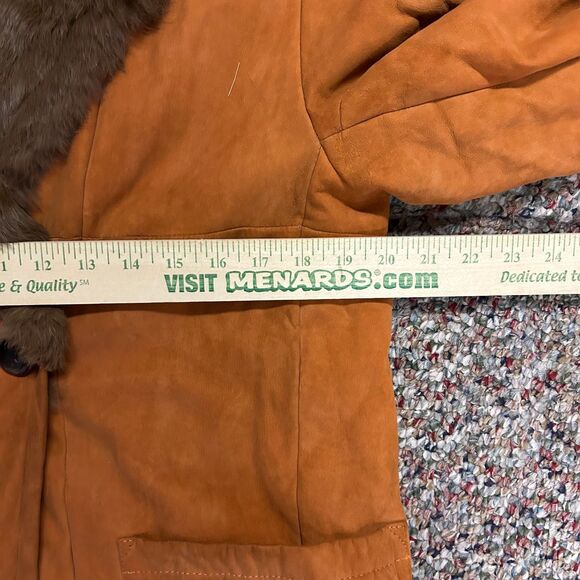 1 12 13 14 15 16 17 18 19 20 21 22 23 24
e & Quality SM VISIT MENARDS.com Dedicated to